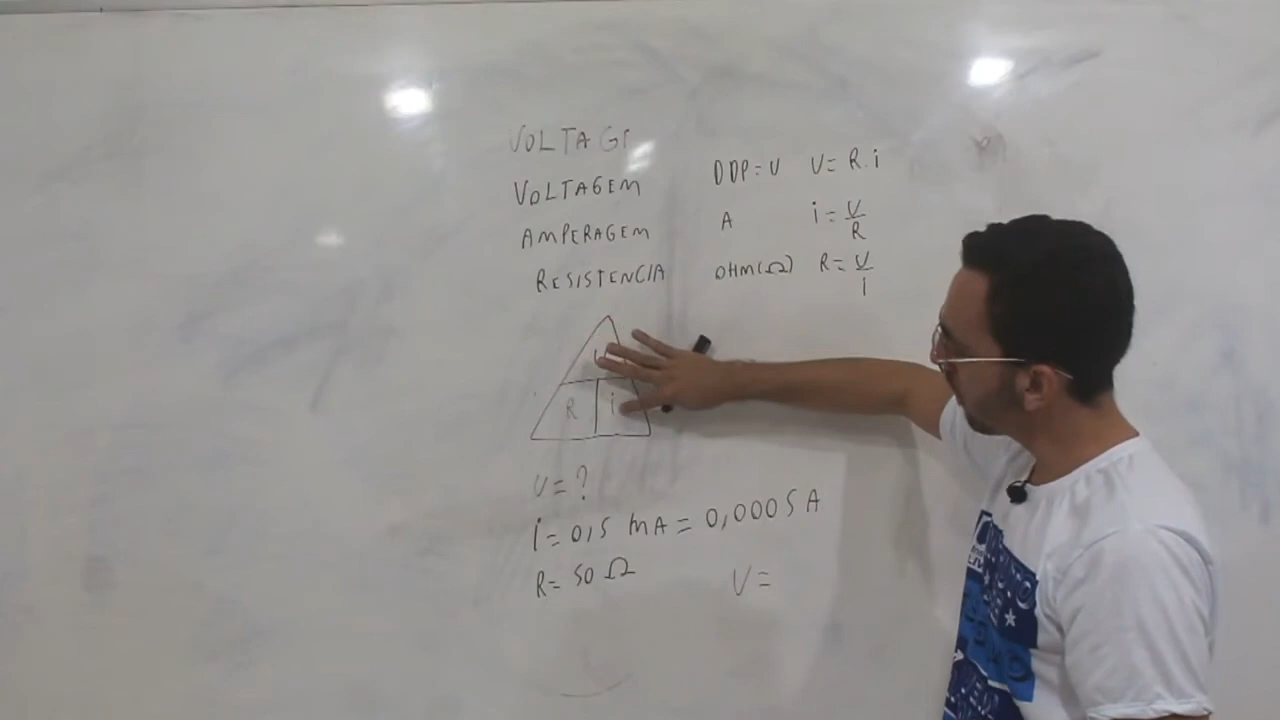 VOLTAGE
VOLTAGEM DDP=V V=R.i
AMPERAGEM A i=V/R
RESISTENCIA OHM(Ω) R=V/i
R i
V=?
i=0,5 mA=0,0005 A
R=50 Ω V=